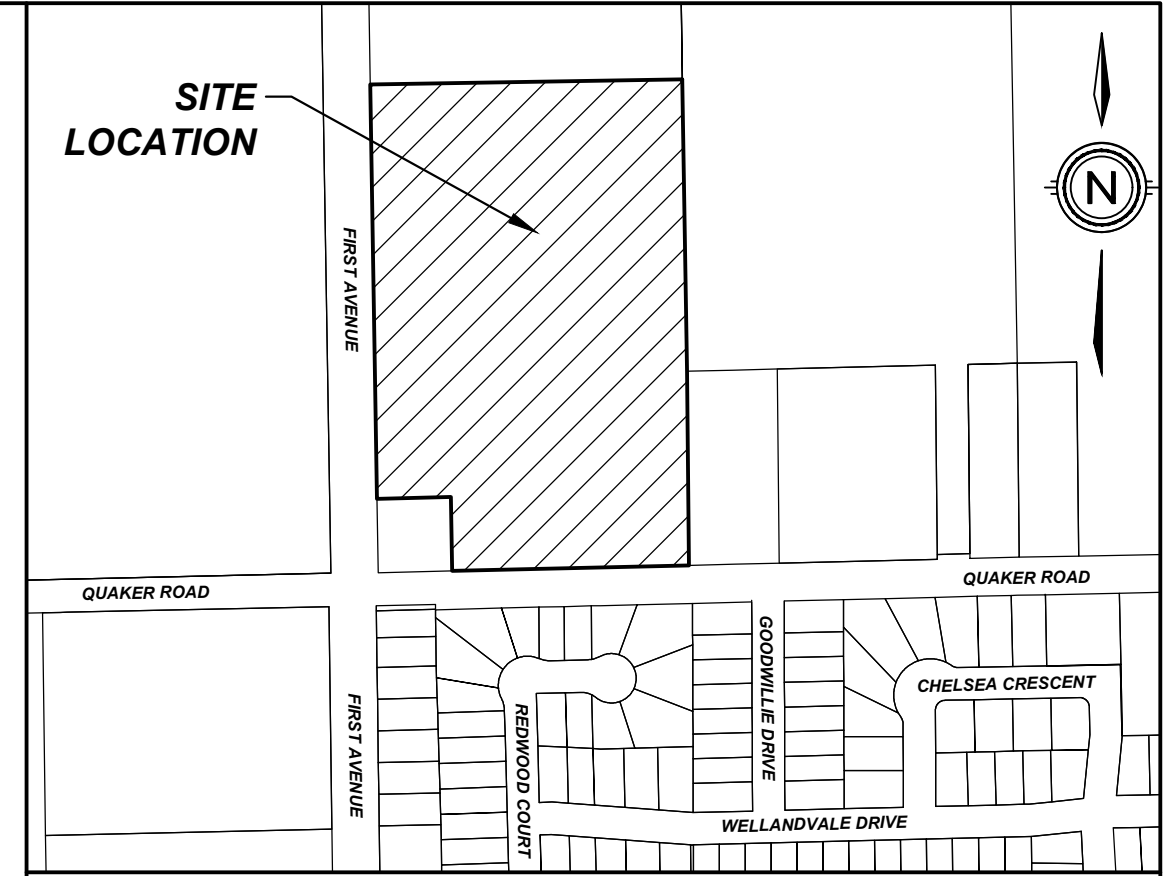 SITE
LOCATION
N
FIRST AVENUE
QUAKER ROAD
QUAKER ROAD
GOODWILLIE DRIVE
CHELSEA CRESCENT
FIRST AVENUE
REDWOOD COURT
WELLANDVALE DRIVE